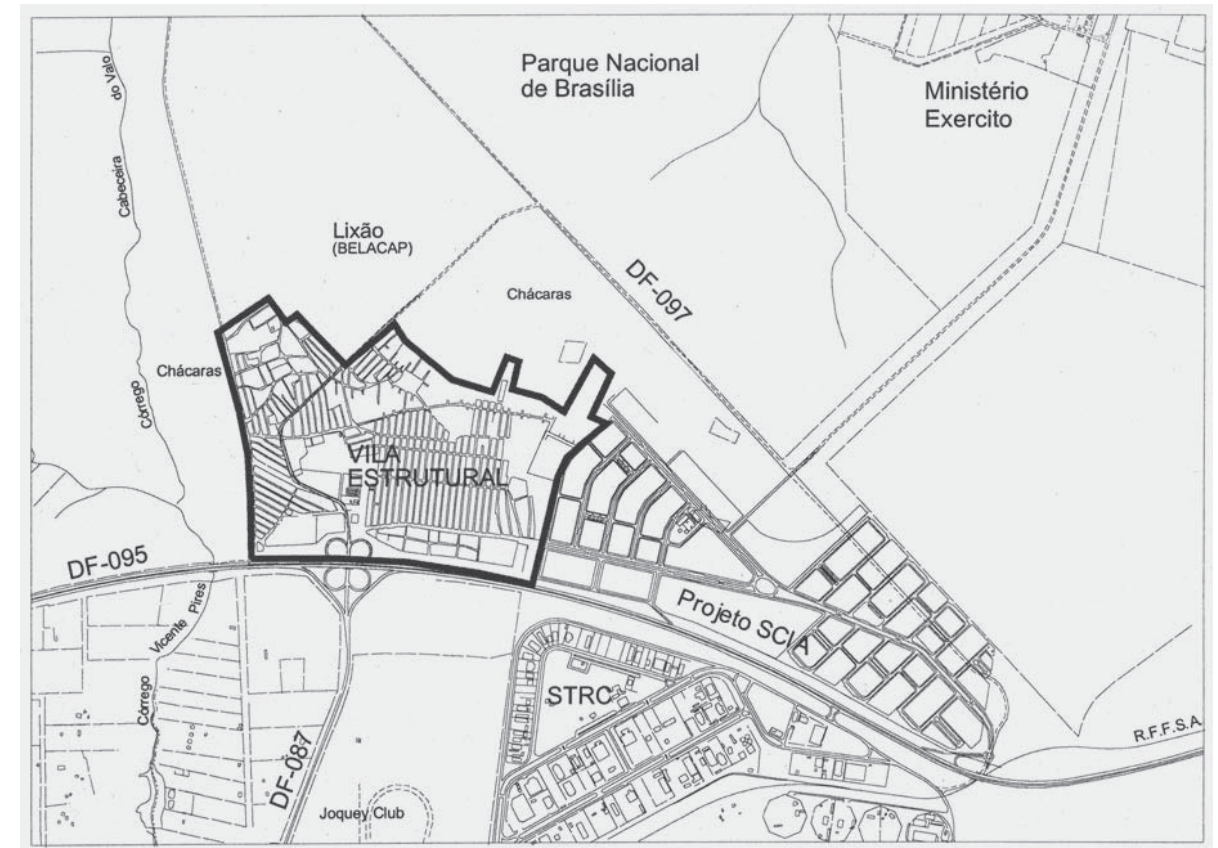 Parque Nacional
de Brasília
Ministério
Exercito
Cabeceira do Valo
Lixão
(BELACAP)
DF-097
Chácaras
Chácaras
Córrego
VILA
ESTRUTURAL
DF-095
Projeto SCIA
Córrego Vicente Pires
STRC
R.F.F.S.A.
DF-087
Joquey Club